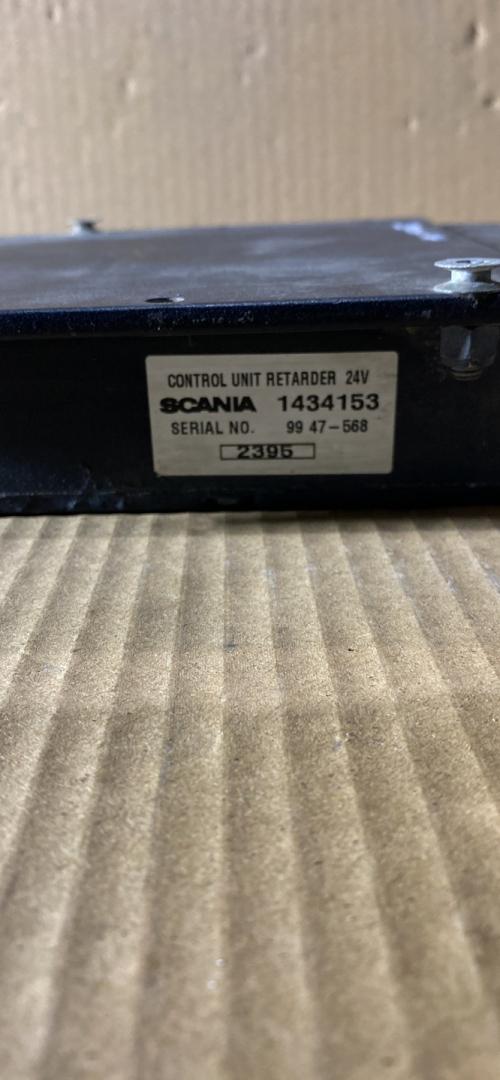 CONTROL UNIT RETARDER 24V
SCANIA 1434153
SERIAL NO. 99 47-568
2395